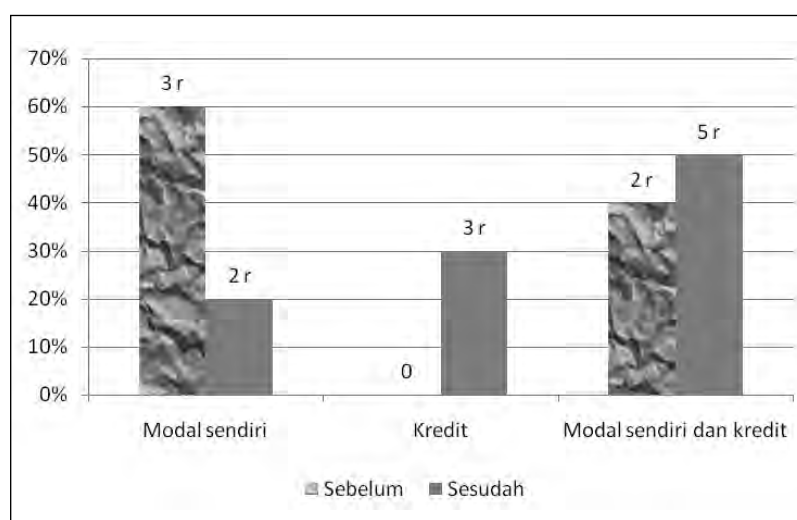 70%
60%
50%
40%
30%
20%
10%
0%
3 r
2 r
0
3 r
2 r
5 r
Modal sendiri
Kredit
Modal sendiri dan kredit
Sebelum
Sesudah